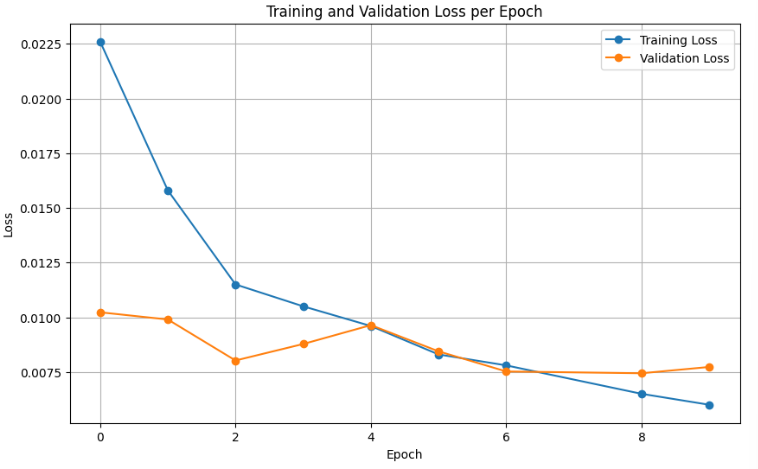 Training and Validation Loss per Epoch
Training Loss
Validation Loss
0.0225
0.0200
0.0175
0.0150
0.0125
0.0100
0.0075
Loss
0 2 4 6 8
Epoch